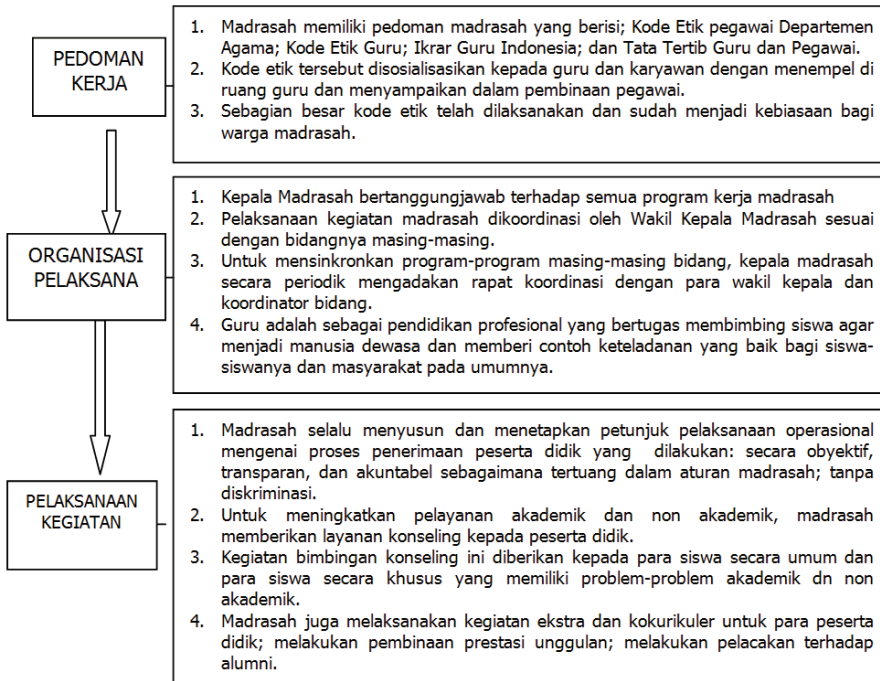 PEDOMAN
KERJA
1. Madrasah memiliki pedoman madrasah yang berisi; Kode Etik pegawai Departemen
Agama; Kode Etik Guru; Ikrar Guru Indonesia; dan Tata Tertib Guru dan Pegawai.
2. Kode etik tersebut disosialisasikan kepada guru dan karyawan dengan menempel di
ruang guru dan menyampaikan dalam pembinaan pegawai.
3. Sebagian besar kode etik telah dilaksanakan dan sudah menjadi kebiasaan bagi
warga madrasah.
ORGANISASI
PELAKSANA
1. Kepala Madrasah bertanggungjawab terhadap semua program kerja madrasah
2. Pelaksanaan kegiatan madrasah dikoordinasi oleh Wakil Kepala Madrasah sesuai
dengan bidangnya masing-masing.
3. Untuk mensinkronkan program-program masing-masing bidang, kepala madrasah
secara periodik mengadakan rapat koordinasi dengan para wakil kepala dan
koordinator bidang.
4. Guru adalah sebagai pendidikan profesional yang bertugas membimbing siswa agar
menjadi manusia dewasa dan memberi contoh keteladanan yang baik bagi siswa-
siswanya dan masyarakat pada umumnya.
PELAKSANAAN
KEGIATAN
1. Madrasah selalu menyusun dan menetapkan petunjuk pelaksanaan operasional
mengenai proses penerimaan peserta didik yang dilakukan: secara obyektif,
transparan, dan akuntabel sebagaimana tertuang dalam aturan madrasah; tanpa
diskriminasi.
2. Untuk meningkatkan pelayanan akademik dan non akademik, madrasah
memberikan layanan konseling kepada peserta didik.
3. Kegiatan bimbingan konseling ini diberikan kepada para siswa secara umum dan
para siswa secara khusus yang memiliki problem-problem akademik dn non
akademik.
4. Madrasah juga melaksanakan kegiatan ekstra dan kokurikuler untuk para peserta
didik; melakukan pembinaan prestasi unggulan; melakukan pelacakan terhadap
alumni.